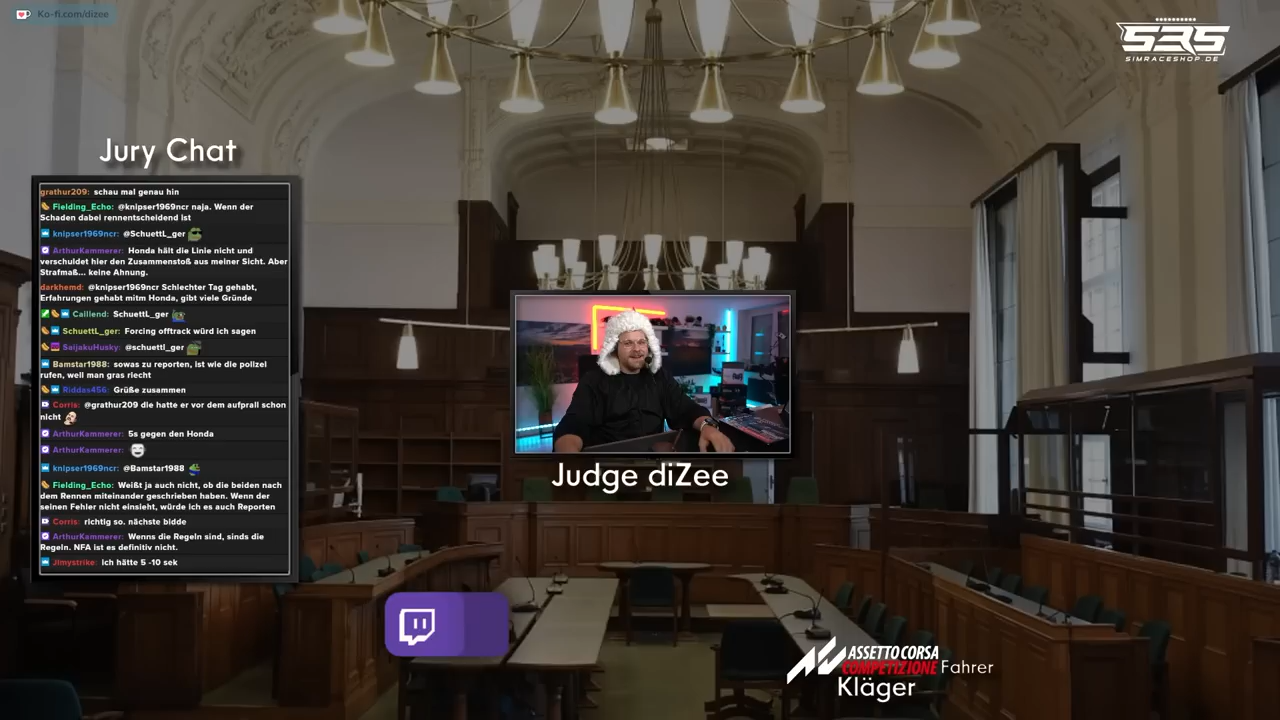 Ko-fi.com/dizee
SRS
SIMRACESHOP.DE
Jury Chat
grathur209: schau mal genau hin
Fielding_Echo: @knipser1969ncr naja. Wenn der
Schaden dabei rennentscheidend ist
knipser1969ncr: @SchuettL_ger
ArthurKammerer: Honda hält die Linie nicht und
verschuldet hier den Zusammenstoß aus meiner Sicht. Aber
Strafmaß... keine Ahnung.
darkhemd: @knipser1969ncr Schlechter Tag gehabt,
Erfahrungen gehabt mitm Honda, gibt viele Gründe
Caillend: SchuettL_ger
SchuettL_ger: Forcing offtrack würd ich sagen
SaijakuHusky: @schuettl_ger
Bamstar1988: sowas zu reporten, ist wie die polizei
rufen, weil man gras riecht
Riddas456: Grüße zusammen
Corris: @grathur209 die hatte er vor dem aufprall schon
nicht
ArthurKammerer: 5s gegen den Honda
ArthurKammerer:
knipser1969ncr: @Bamstar1988
Fielding_Echo: Weißt ja auch nicht, ob die beiden nach
dem Rennen miteinander geschrieben haben. Wenn der
seinen Fehler nicht einsieht, würde ich es auch Reporten
Corris: richtig so. nächste bidde
ArthurKammerer: Wenns die Regeln sind, sinds die
Regeln. NFA ist es definitiv nicht.
Jimystrike: Ich hätte 5 -10 sek
Judge diZee
ASSETTO CORSA
COMPETIZIONE Fahrer
Kläger